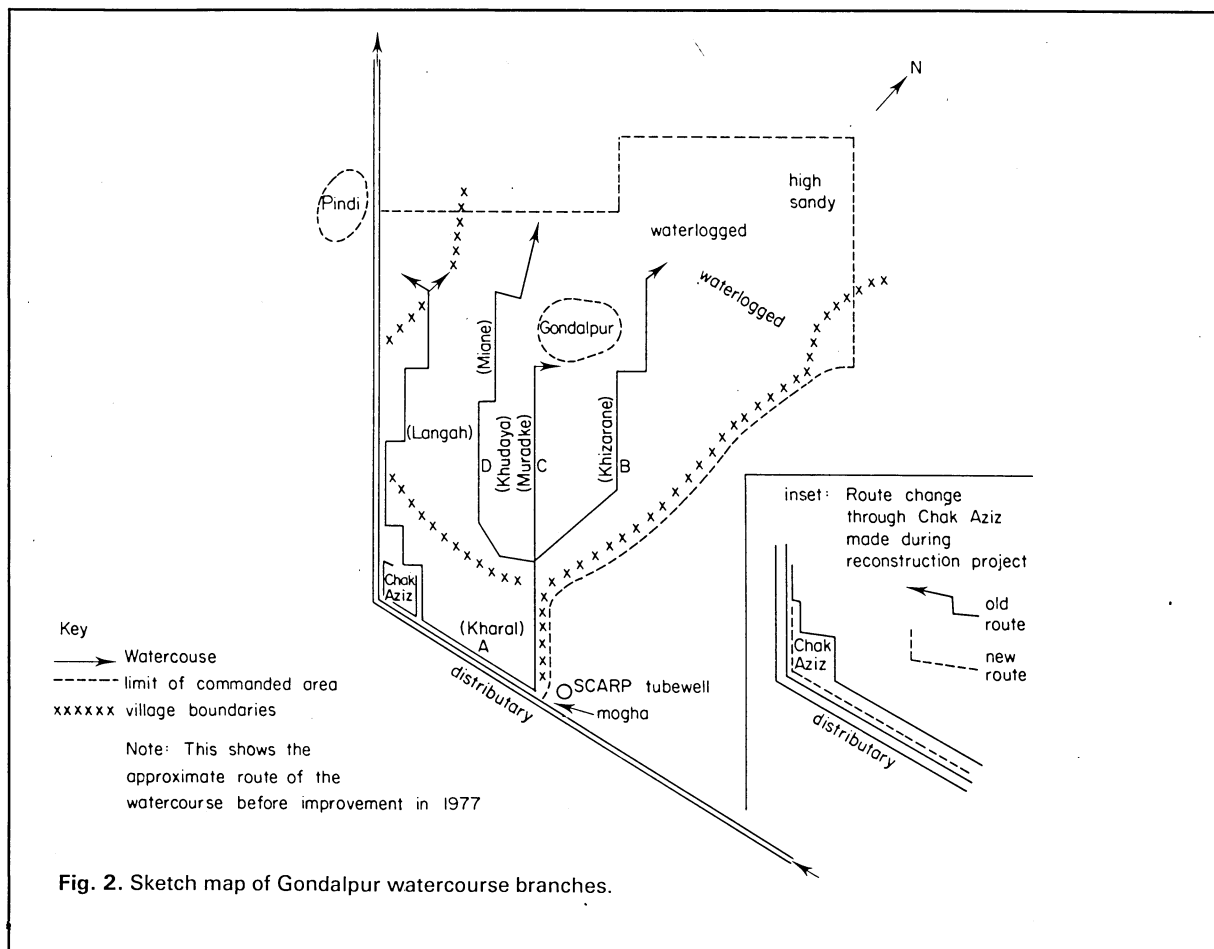 N
Pindi
high
sandy
waterlogged
waterlogged
Gondalpur
(Miane)
(Langah)
(Khudaya)
(Muradke)
(Khizarane)
D
C
B
Chak
Aziz
(Kharal)
A
distributary
SCARP tubewell
mogha
Key
Watercouse
limit of commanded area
xxxxxx village boundaries
Note: This shows the
approximate route of the
watercourse before improvement in 1977
inset: Route change
through Chak Aziz
made during
reconstruction project
old
route
new
route
Chak
Aziz
distributary
Fig. 2. Sketch map of Gondalpur watercourse branches.